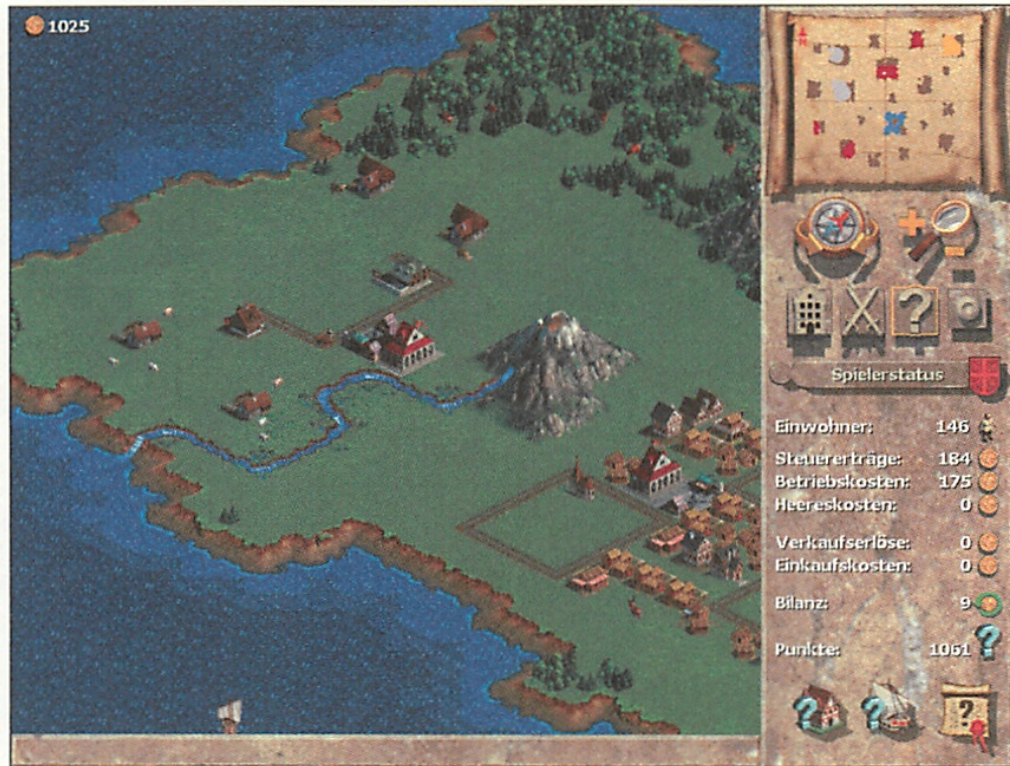 1025
Spielerstatus
Einwohner: 146
Steuererträge: 184
Betriebskosten: 175
Heereskosten: 0
Verkaufserlöse: 0
Einkaufskosten: 0
Bilanz: 9
Punkte: 1061